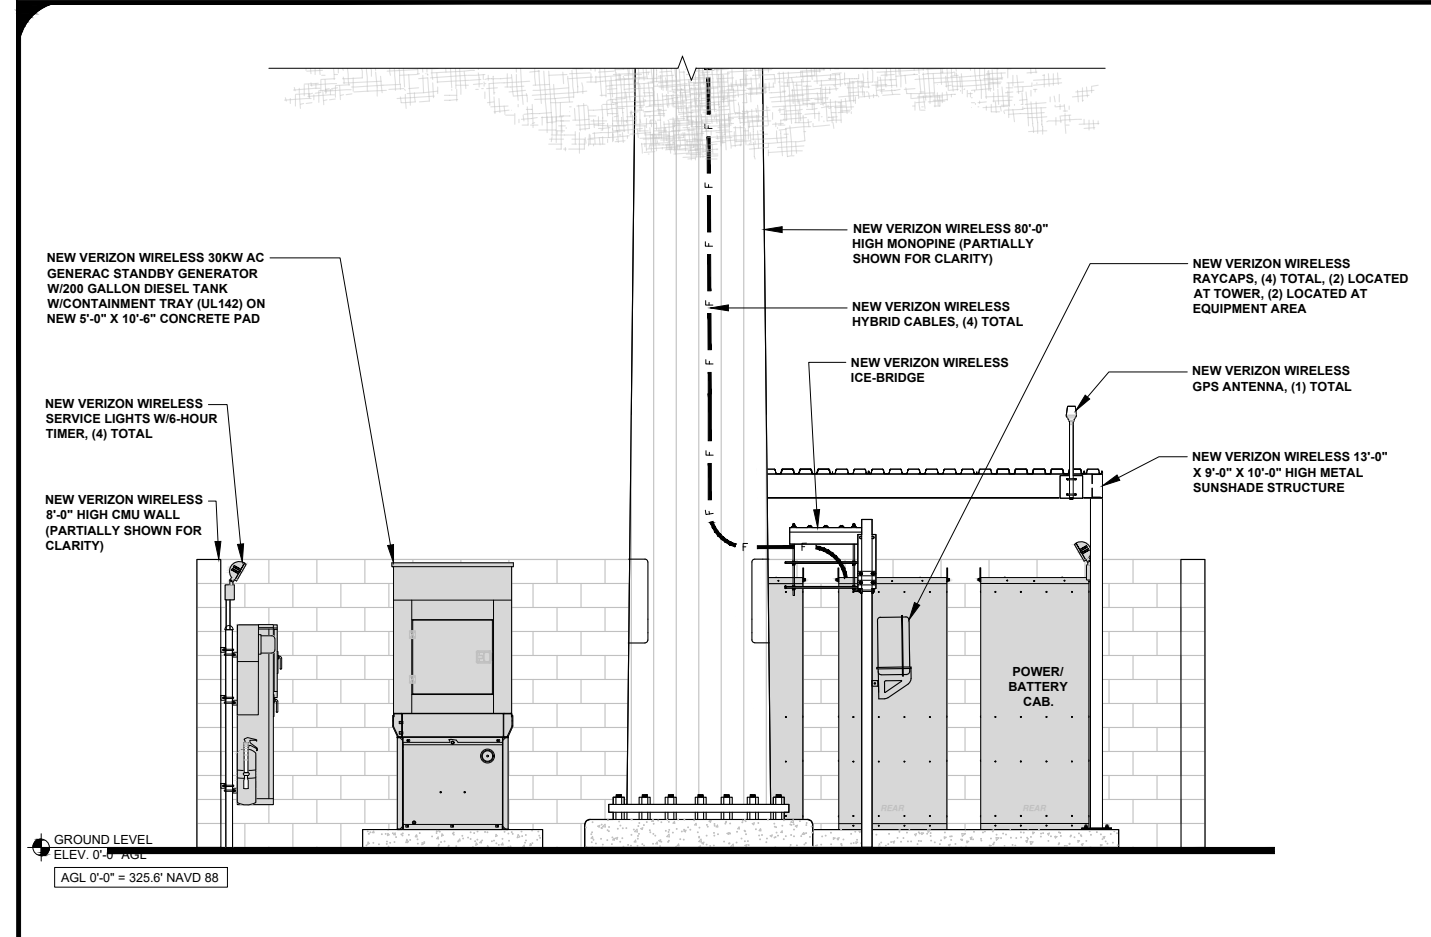 NEW VERIZON WIRELESS 30KW AC
GENERAC STANDBY GENERATOR
W/200 GALLON DIESEL TANK
W/CONTAINMENT TRAY (UL142) ON
NEW 5'-0" X 10'-6" CONCRETE PAD
NEW VERIZON WIRELESS
SERVICE LIGHTS W/6-HOUR
TIMER, (4) TOTAL
NEW VERIZON WIRELESS
8'-0" HIGH CMU WALL
(PARTIALLY SHOWN FOR
CLARITY)
F
F
F
F
F
F
F
F
F
F
NEW VERIZON WIRELESS 80'-0"
HIGH MONOPINE (PARTIALLY
SHOWN FOR CLARITY)
NEW VERIZON WIRELESS
HYBRID CABLES, (4) TOTAL
NEW VERIZON WIRELESS
ICE-BRIDGE
NEW VERIZON WIRELESS
RAYCAPS, (4) TOTAL, (2) LOCATED
AT TOWER, (2) LOCATED AT
EQUIPMENT AREA
NEW VERIZON WIRELESS
GPS ANTENNA, (1) TOTAL
NEW VERIZON WIRELESS 13'-0"
X 9'-0" X 10'-0" HIGH METAL
SUNSHADE STRUCTURE
POWER/
BATTERY
CAB.
REAR
REAR
GROUND LEVEL
ELEV. 0'-0" AGL
AGL 0'-0" = 325.6' NAVD 88